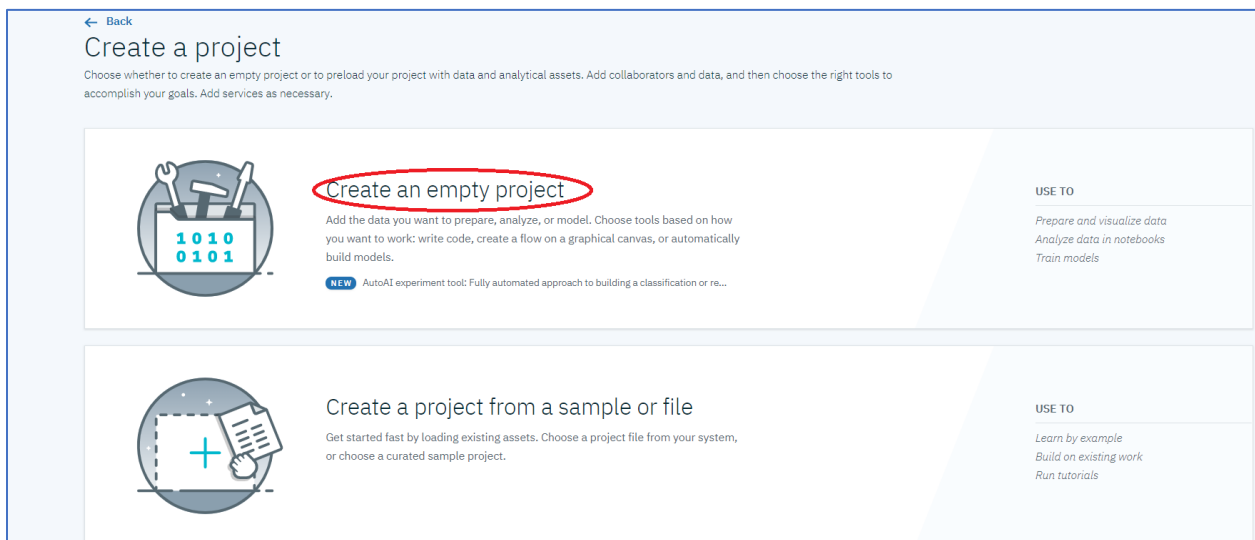 ← Back
Create a project
Choose whether to create an empty project or to preload your project with data and analytical assets. Add collaborators and data, and then choose the right tools to
accomplish your goals. Add services as necessary.
1010
0101
Create an empty project
Add the data you want to prepare, analyze, or model. Choose tools based on how
you want to work: write code, create a flow on a graphical canvas, or automatically
build models.
NEW AutoAI experiment tool: Fully automated approach to building a classification or re...
USE TO
Prepare and visualize data
Analyze data in notebooks
Train models
Create a project from a sample or file
Get started fast by loading existing assets. Choose a project file from your system,
or choose a curated sample project.
USE TO
Learn by example
Build on existing work
Run tutorials